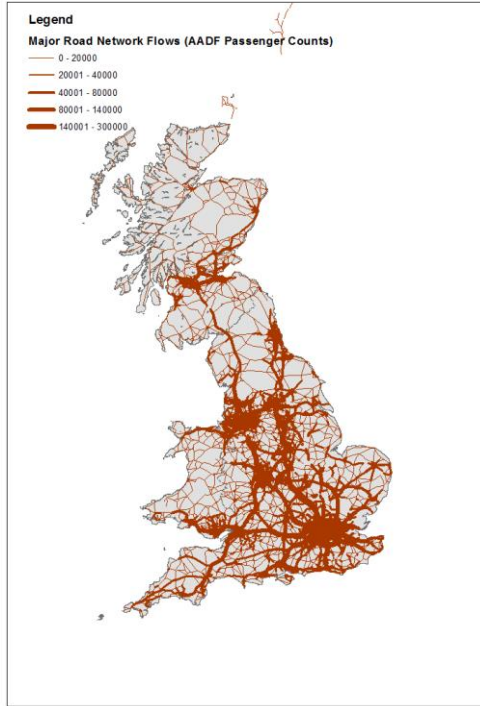 Legend
Major Road Network Flows (AADF Passenger Counts)
0 - 20000
20001 - 40000
40001 - 80000
80001 - 140000
140001 - 300000